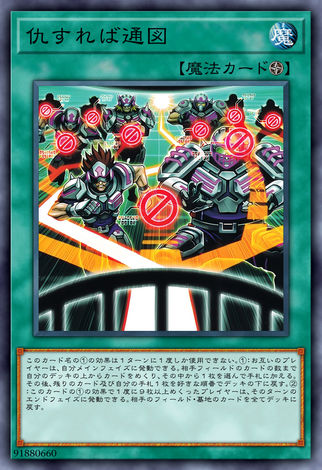 仇すれば通図
魔
【魔法カード】
このカード名の①の効果は1ターンに1度しか使用できない。①：お互いのプレイ
ヤーは、自分メインフェイズに発動できる。相手フィールドのカードの数まで
自分のデッキの上からカードをめくり、その中から1枚を選んで手札に加える。
その後、残りのカード及び自分の手札1枚を好きな順番でデッキの下に戻す。②
：このカードの①の効果で1度に9枚以上めくったプレイヤーは、そのターンの
エンドフェイズに発動できる。相手のフィールド・墓地のカードを全てデッキに
戻す。
91880660